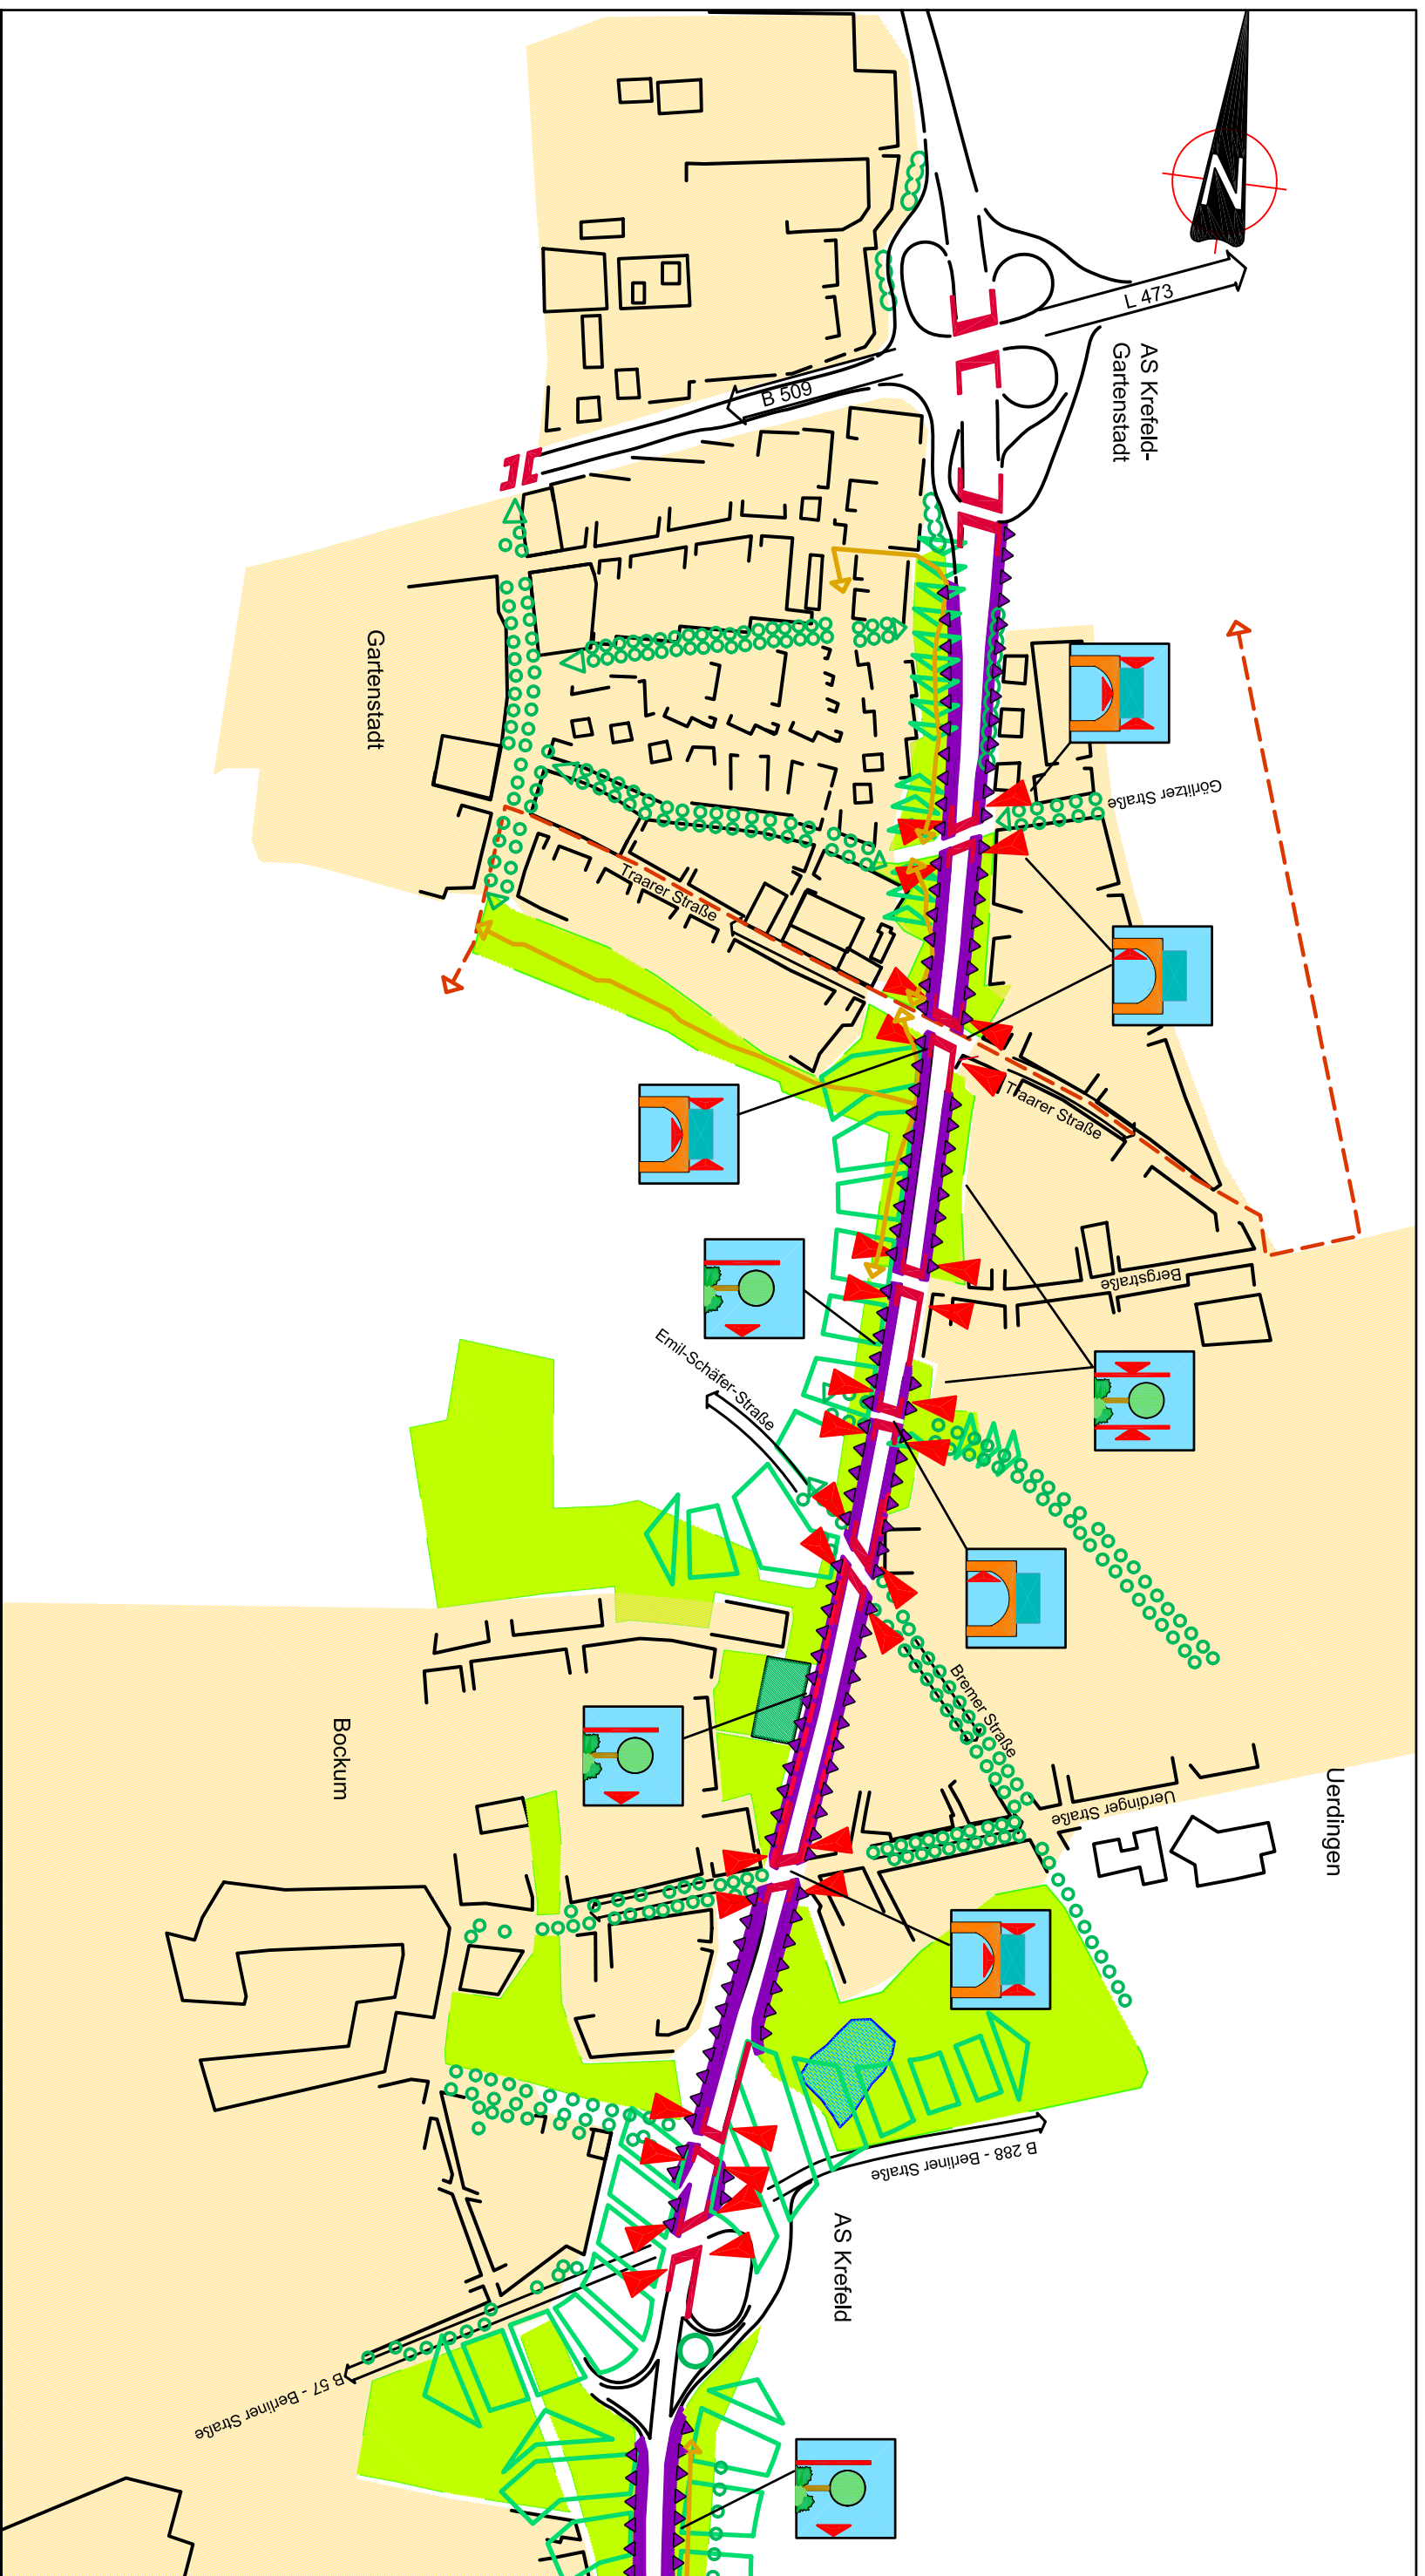 N
L 473
AS Krefeld-
Gartenstadt
B 509
Gartenstadt
Görlitzer Straße
Traarer Straße
Traarer Straße
Bergstraße
Emil-Schäfer-Straße
Bremer Straße
Bockum
Uerdinger Straße
Uerdingen
B 288 - Berliner Straße
AS Krefeld
B 57 - Berliner Straße